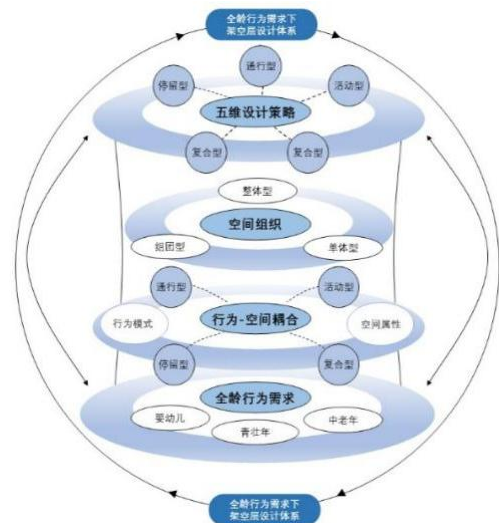 全龄行为需求下
架空层设计体系
通行型
停留型
活动型
五维设计策略
复合型
复合型
整体型
空间组织
组团型
单体型
通行型
活动型
行为模式
行为-空间耦合
空间属性
停留型
复合型
全龄行为需求
婴幼儿
中老年
青壮年
全龄行为需求下
架空层设计体系